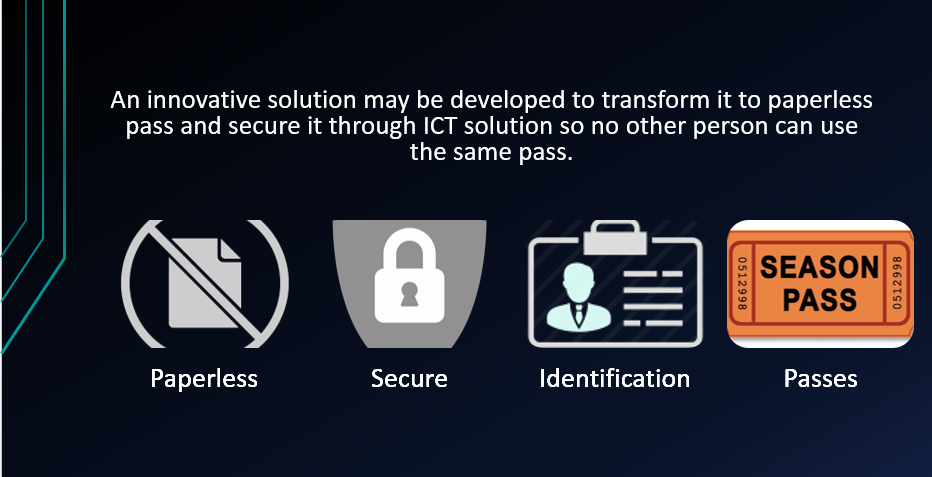 An innovative solution may be developed to transform it to paperless
pass and secure it through ICT solution so no other person can use
the same pass.
0512998
SEASON
PASS
0512998
Paperless
Secure
Identification
Passes